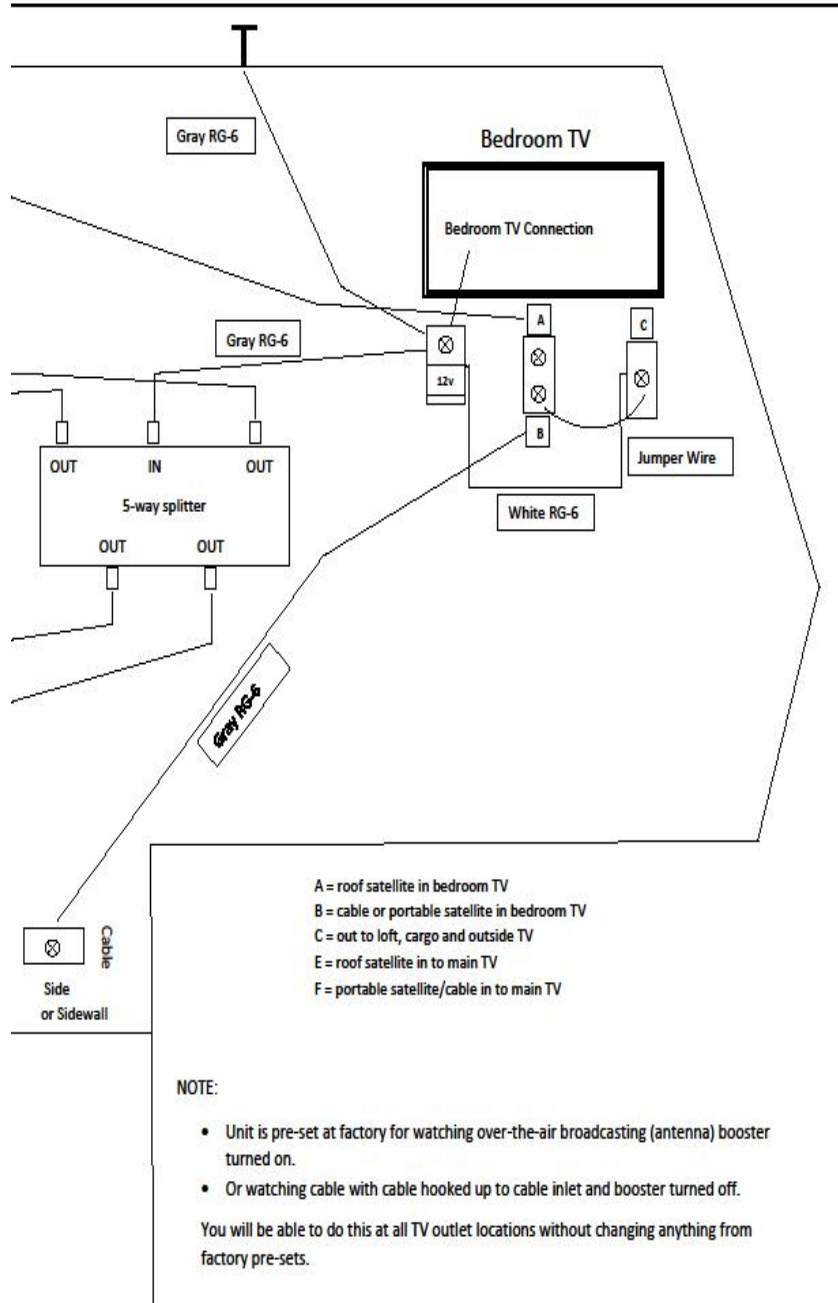 Gray RG-6
Bedroom TV
Bedroom TV Connection
A
C
Gray RG-6
12v
OUT
IN
OUT
B
Jumper Wire
5-way splitter
White RG-6
OUT
OUT
Gray RG-6
Cable
Side
or Sidewall
A = roof satellite in bedroom TV
B = cable or portable satellite in bedroom TV
C = out to loft, cargo and outside TV
E = roof satellite in to main TV
F = portable satellite/cable in to main TV
NOTE:
• Unit is pre-set at factory for watching over-the-air broadcasting (antenna) booster
turned on.
• Or watching cable with cable hooked up to cable inlet and booster turned off.
You will be able to do this at all TV outlet locations without changing anything from
factory pre-sets.